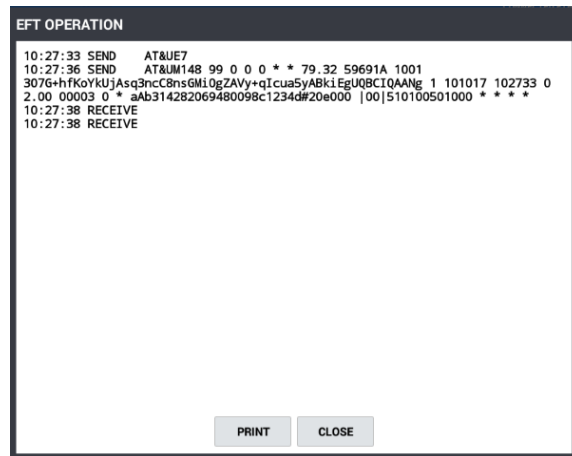 EFT OPERATION
10:27:33 SEND AT&UE7
10:27:36 SEND AT&UM148 99 0 0 0 * * 79.32 59691A 1001
307G+hfKoYkUjAsq3ncC8nsGMi0gZAVy+qIcua5yABkiEgUQBCIQAANg 1 101017 102733 0
2.00 00003 0 * aAb314282069480098c1234d#20e000 |00|510100501000 * * * *
10:27:38 RECEIVE
10:27:38 RECEIVE
PRINT CLOSE